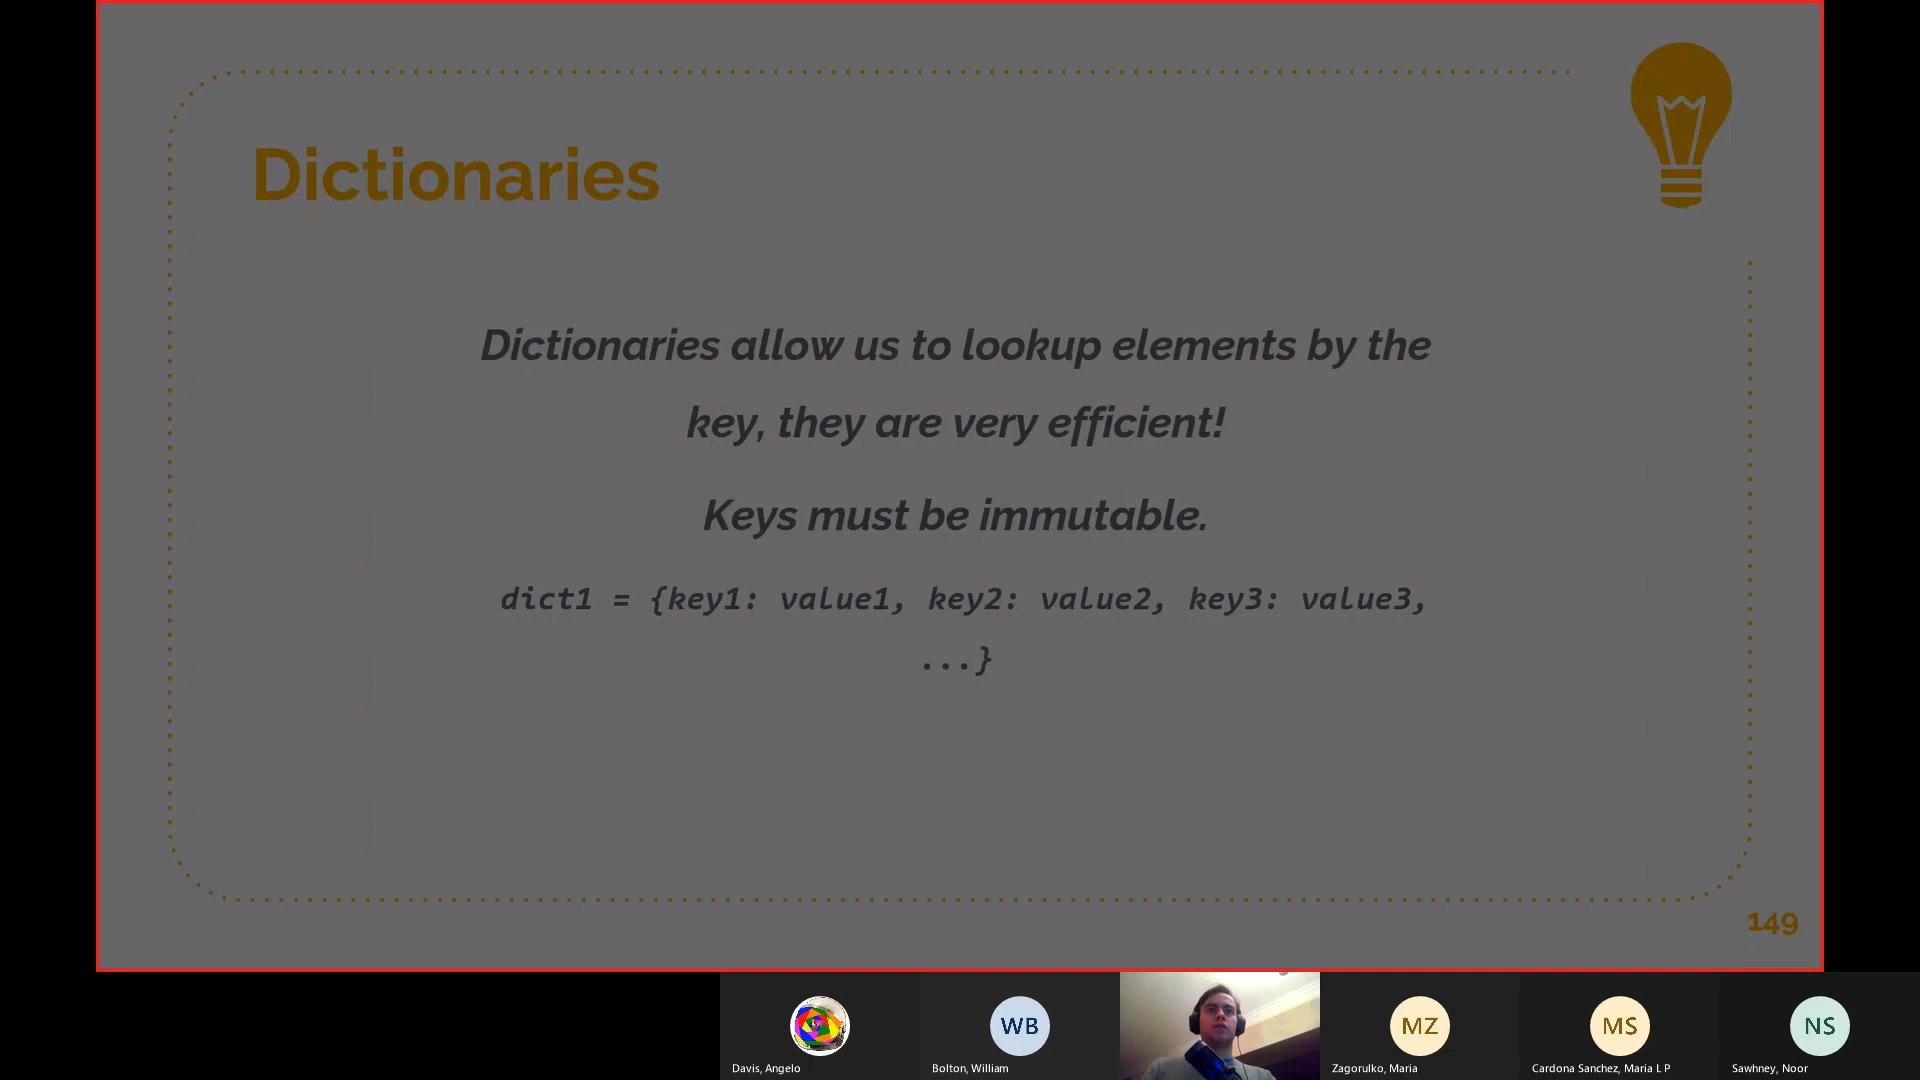 Dictionaries
Dictionaries allow us to lookup elements by the
key, they are very efficient!
Keys must be immutable.
dict1 = {key1: value1, key2: value2, key3: value3,
...}
149
WB
MZ
MS
NS
Davis, Angelo
Bolton, William
Zagorulko, Maria
Cardona Sanchez, Maria L P
Sawhney, Noor